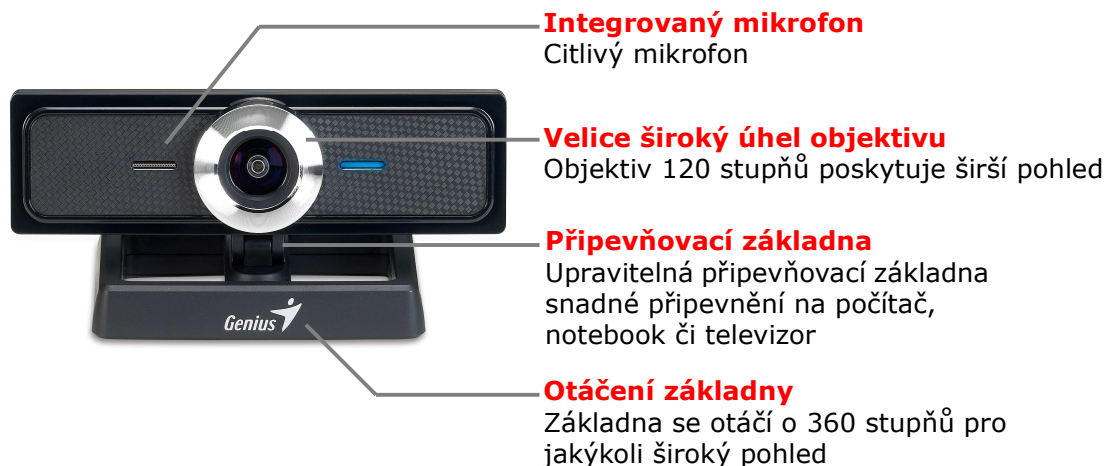 Integrovaný mikrofon
Citlivý mikrofon
Velice široký úhel objektivu
Objektiv 120 stupňů poskytuje širší pohled
Připevňovací základna
Upravitelná připevňovací základna
snadné připevnění na počítač,
notebook či televizor
Genius
Otáčení základny
Základna se otáčí o 360 stupňů pro
jakýkoli široký pohled